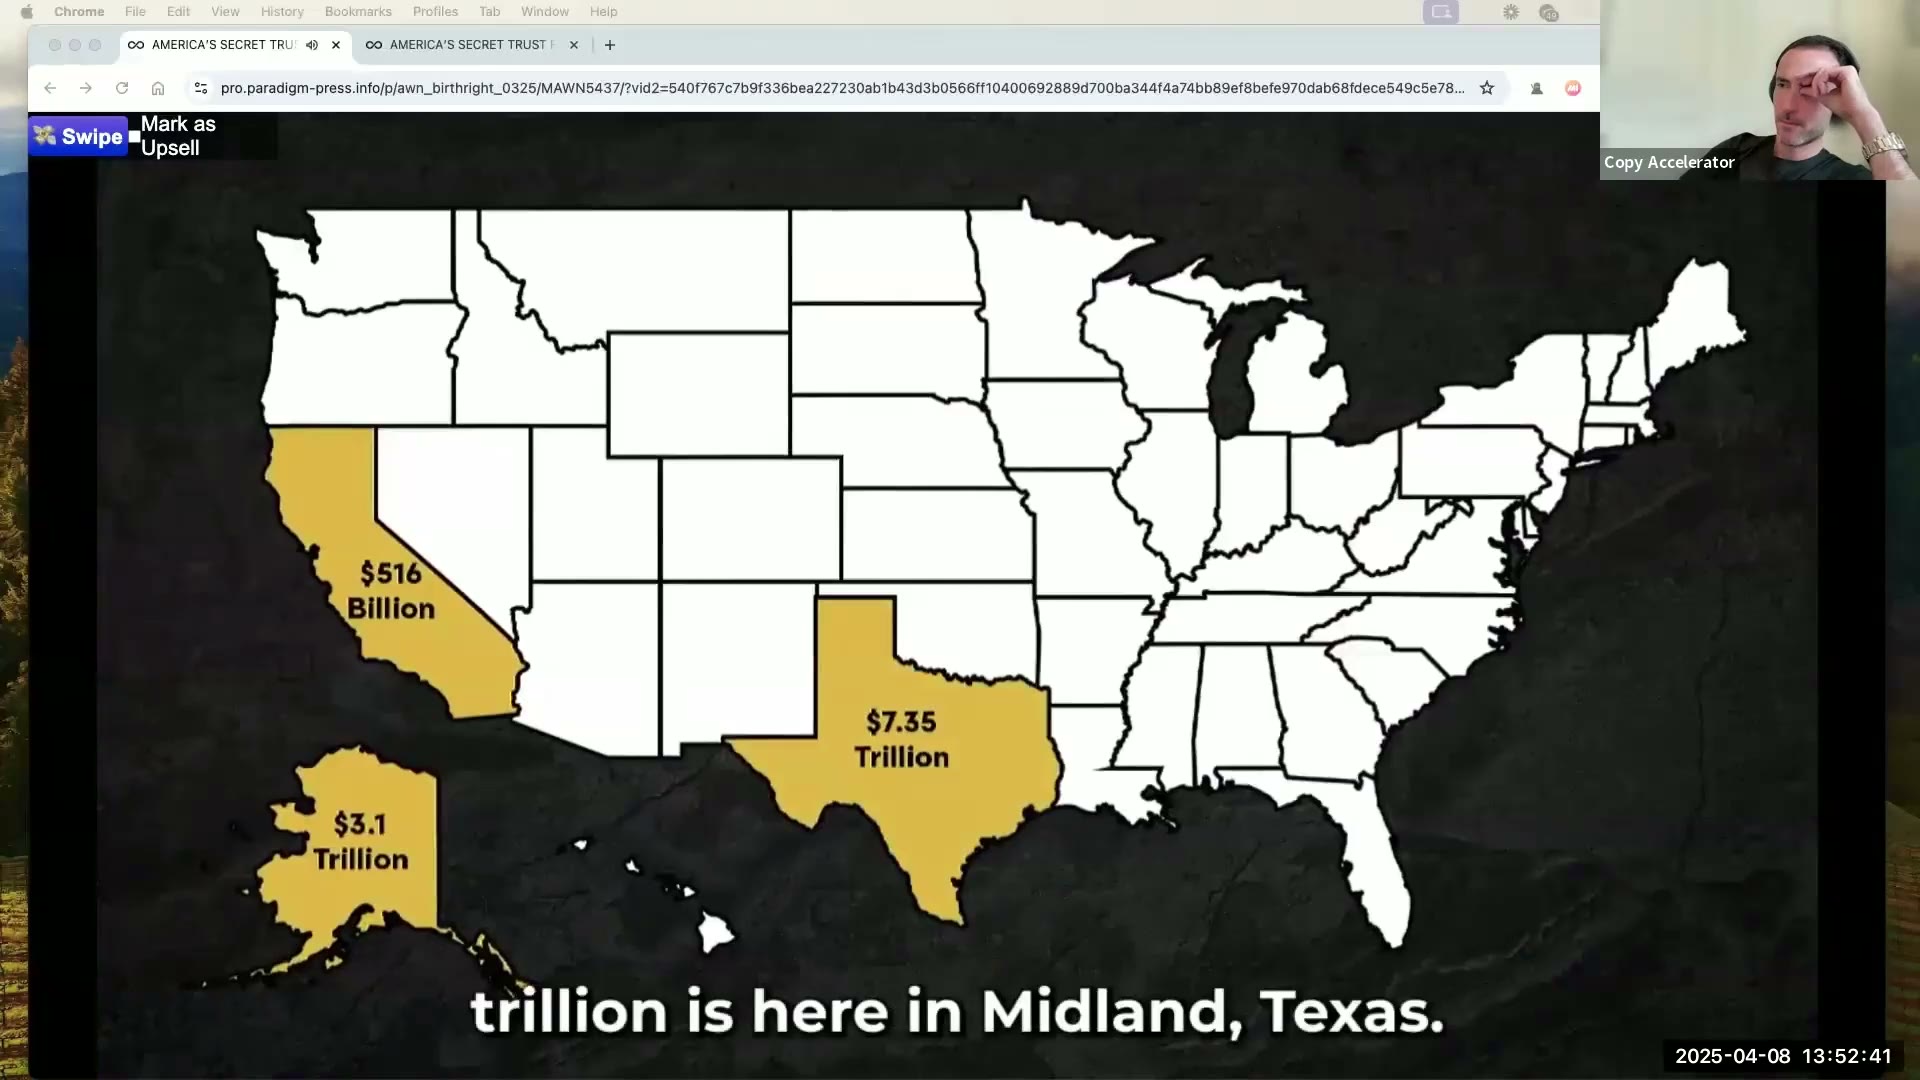 Chrome File Edit View History Bookmarks Profiles Tab Window Help
AMERICA'S SECRET TRU
AMERICA'S SECRET TRUST
pro.paradigm-press.info/p/awn_birthright_0325/MAWN5437/?vid2=540f767c7b9f336bea227230ab1b43d3b0566ff10400692889d700ba344f4a74bb89ef8befe970dab68fdece549c5e78...
Swipe
Mark as
Upsell
Copy Accelerator
$516
Billion
$7.35
Trillion
$3.1
Trillion
trillion is here in Midland, Texas.
2025-04-08 13:52:41